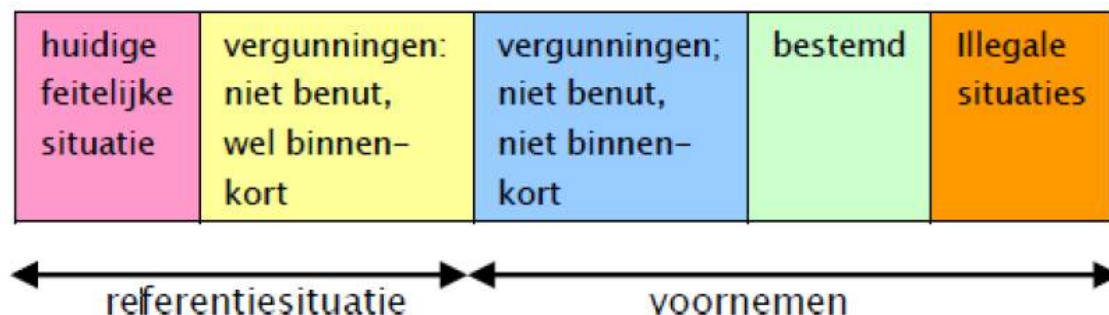 huidige
feitelijke
situatie
vergunningen:
niet benut,
wel binnen-
kort
vergunningen;
niet benut,
niet binnen-
kort
bestemd
Illegale
situaties
referentiesituatie
voornemen